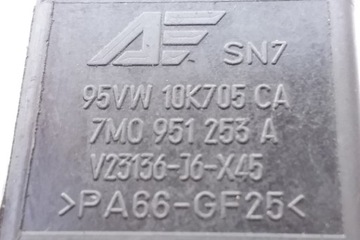 AE SN7
95VW 10K705 CA
7M0 951 253 A
V23136-J6-X45
>PA66-GF25<